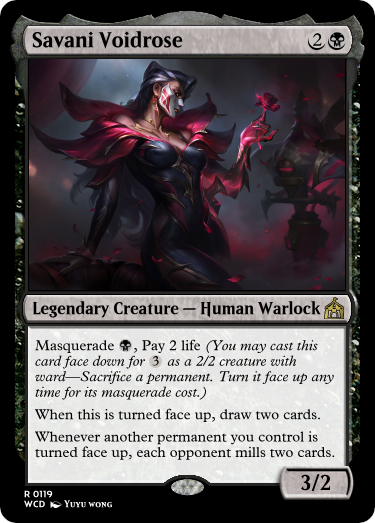 Savani Voidrose 2
Legendary Creature — Human Warlock
Masquerade , Pay 2 life (You may cast this
card face down for 3 as a 2/2 creature with
ward—Sacrifice a permanent. Turn it face up any
time for its masquerade cost.)
When this is turned face up, draw two cards.
Whenever another permanent you control is
turned face up, each opponent mills two cards.
3/2
R 0119
WCD Yuyu wong